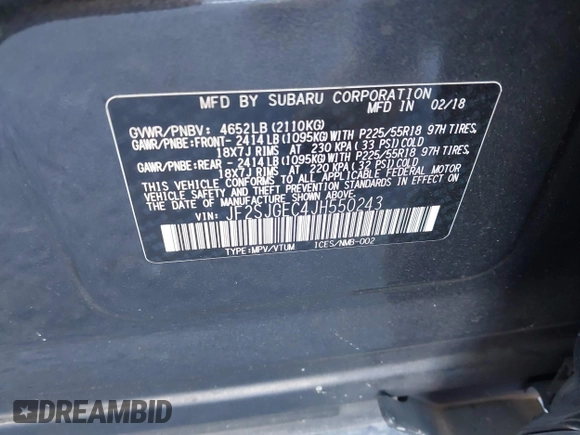 MFD BY SUBARU CORPORATION
MFD IN 02/18
GVWR/PNBV: 4652LB (2110KG)
GAWR/PNBE:FRONT- 2414LB(1095KG)WITH P225/55R18 97H TIRES,
18X7J RIMS AT 230 KPA(33 PSI)COLD
GAWR/PNBE:REAR - 2414LB(1095KG)WITH P225/55R18 97H TIRES,
18X7J RIMS AT 220 KPA(32 PSI)COLD
THIS VEHICLE CONFORMS TO ALL APPLICABLE FEDERAL MOTOR
VEHICLE SAFETY AND THEFT PREVENTION STANDARDS
IN EFFECT ON THE DATE OF MANUFACTURE SHOWN ABOVE.
VIN: JF2SJGEC4JH550243
TYPE:MPV/VTUM ICES/NMB-002
DREAMBID